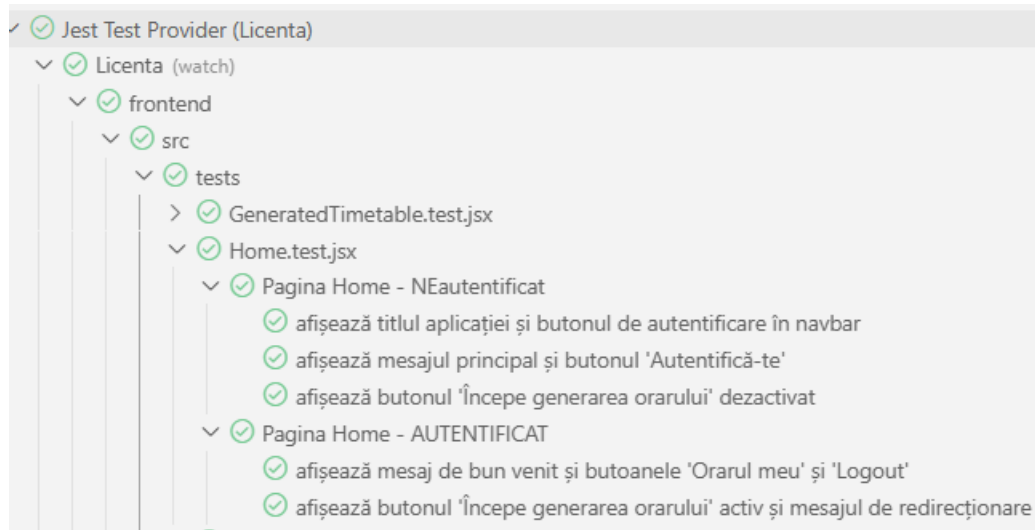 Jest Test Provider (Licenta)
Licenta (watch)
frontend
src
tests
GeneratedTimetable.test.jsx
Home.test.jsx
Pagina Home - NEautentificat
afișează titlul aplicației și butonul de autentificare în navbar
afișează mesajul principal și butonul 'Autentifică-te'
afișează butonul 'Începe generarea orarului' dezactivat
Pagina Home - AUTENTIFICAT
afișează mesaj de bun venit și butoanele 'Orarul meu' și 'Logout'
afișează butonul 'Începe generarea orarului' activ și mesajul de redirecționare